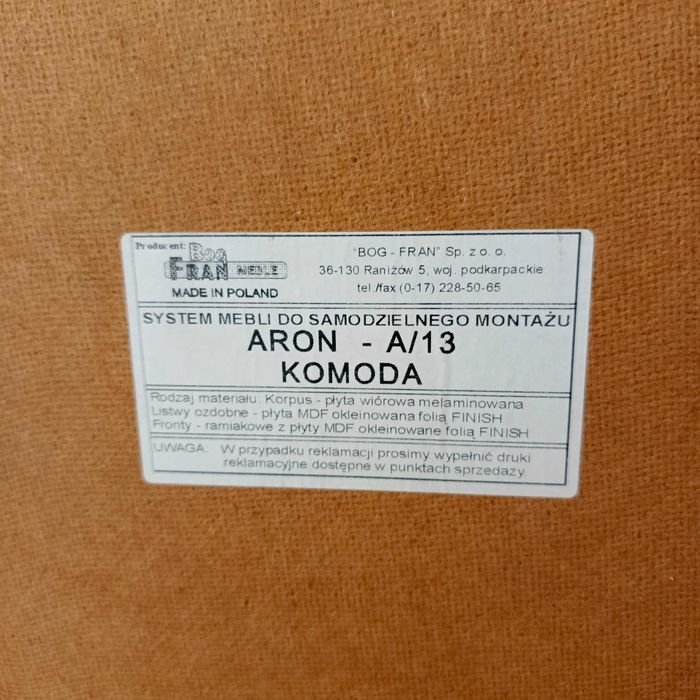 Producent: Bog
FRAN MEBLE
MADE IN POLAND
"BOG - FRAN" Sp. z o. o.
36-130 Raniżów 5, woj. podkarpackie
tel./fax (0-17) 228-50-65
SYSTEM MEBLI DO SAMODZIELNEGO MONTAŻU
ARON - A/13
KOMODA
Rodzaj materiału: Korpus - płyta wiórowa melaminowana
Listwy ozdobne - płyta MDF okleinowana folią FINISH
Fronty - ramiakowe z płyty MDF okleinowane folią FINISH
UWAGA: W przypadku reklamacji prosimy wypełnić druki
reklamacyjne dostępne w punktach sprzedaży.